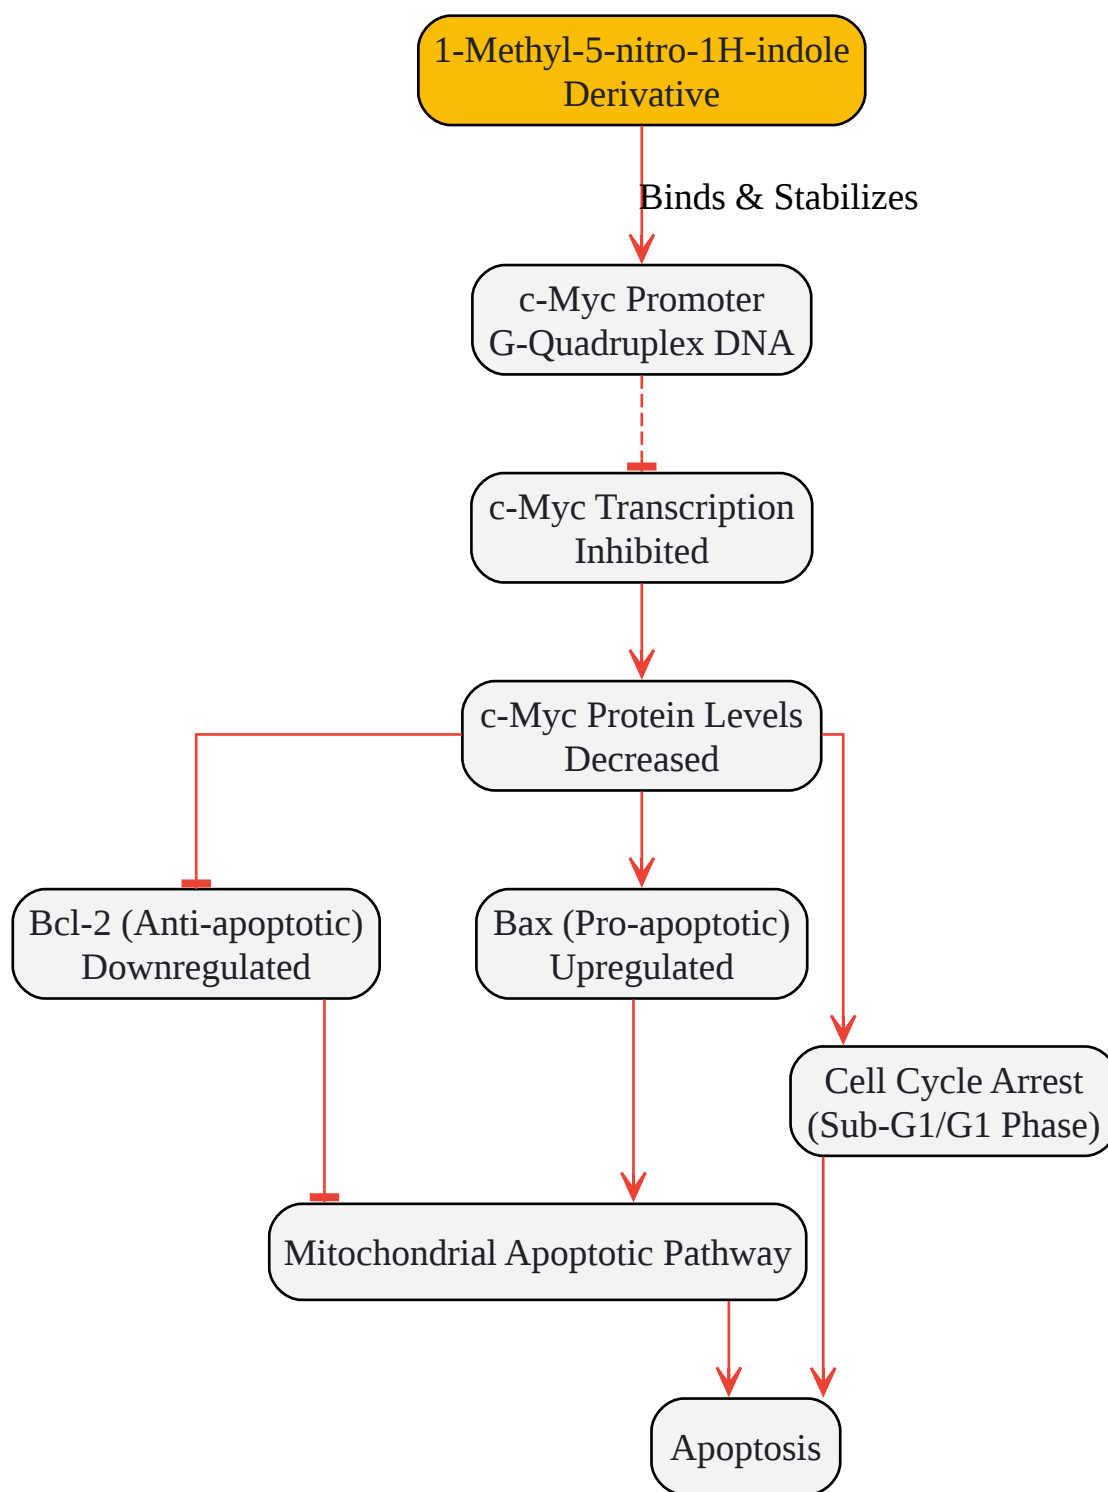 1-Methyl-5-nitro-1H-indole
Derivative
Binds & Stabilizes
c-Myc Promoter
G-Quadruplex DNA
c-Myc Transcription
Inhibited
c-Myc Protein Levels
Decreased
Bcl-2 (Anti-apoptotic)
Downregulated
Bax (Pro-apoptotic)
Upregulated
Cell Cycle Arrest
(Sub-G1/G1 Phase)
Mitochondrial Apoptotic Pathway
Apoptosis